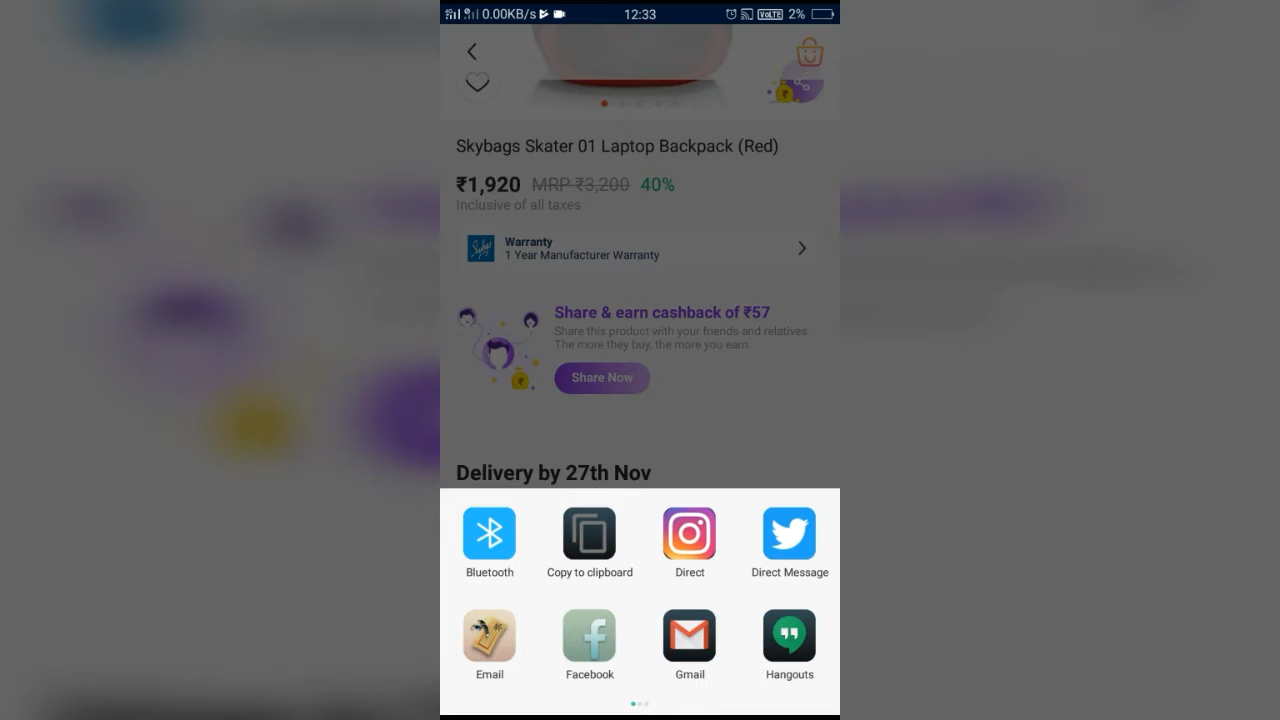 0.00KB/s 12:33 VoLTE 2%
Skybags Skater 01 Laptop Backpack (Red)
₹1,920 MRP ₹3,200 40%
Inclusive of all taxes
Warranty
1 Year Manufacturer Warranty
Share & earn cashback of ₹57
Share this product with your friends and relatives.
The more they buy, the more you earn.
Share Now
Delivery by 27th Nov
Bluetooth Copy to clipboard Direct Direct Message
Email Facebook Gmail Hangouts